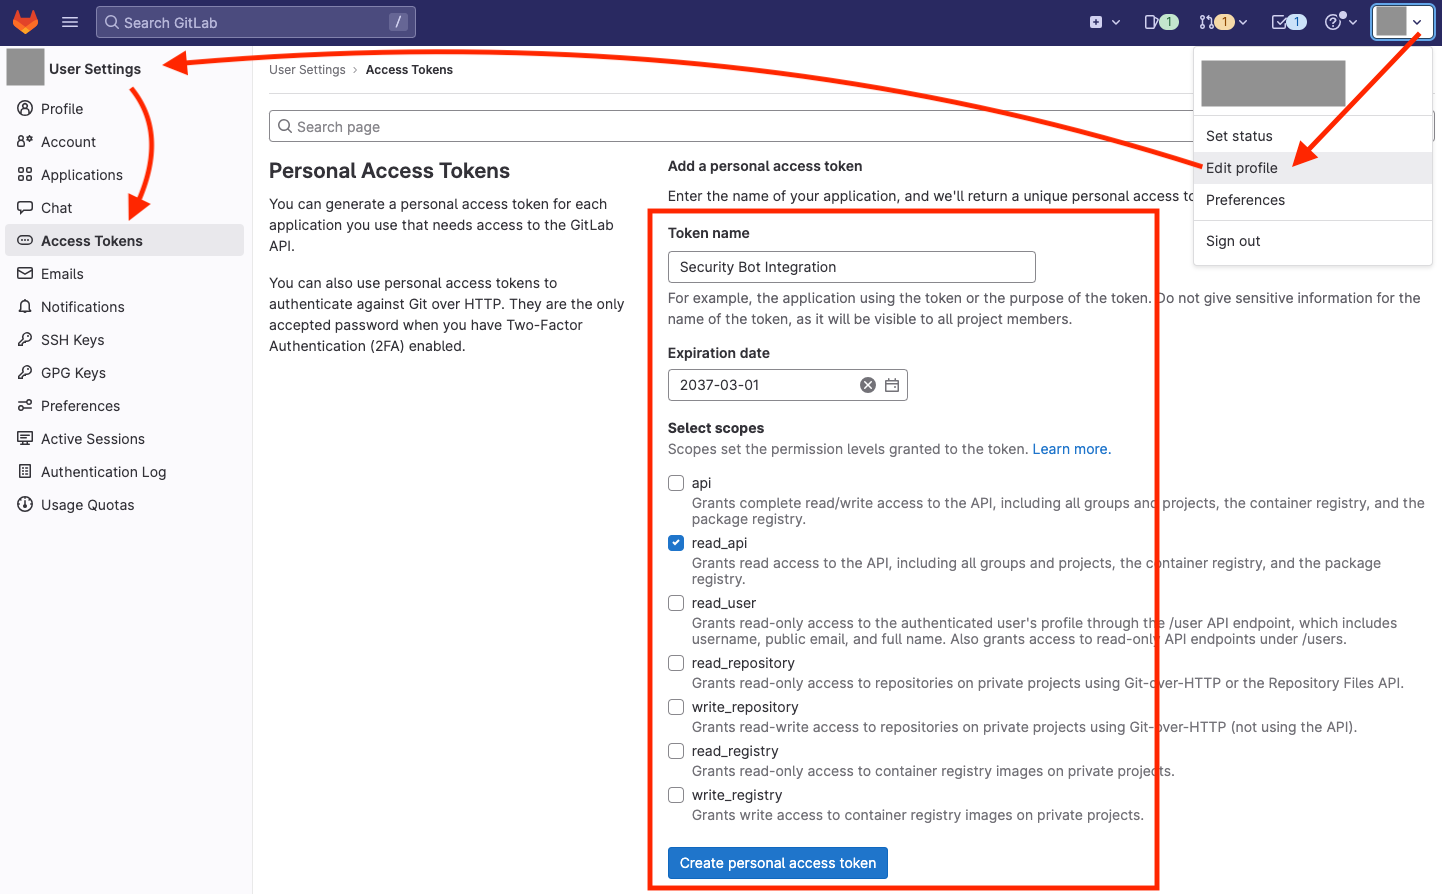 Search GitLab
/
1
1
1
User Settings
Profile
Account
Applications
Chat
Access Tokens
Emails
Notifications
SSH Keys
GPG Keys
Preferences
Active Sessions
Authentication Log
Usage Quotas
User Settings › Access Tokens
Search page
Personal Access Tokens
You can generate a personal access token for each
application you use that needs access to the GitLab
API.
You can also use personal access tokens to
authenticate against Git over HTTP. They are the only
accepted password when you have Two-Factor
Authentication (2FA) enabled.
Add a personal access token
Enter the name of your application, and we'll return a unique personal access to
Token name
Security Bot Integration
For example, the application using the token or the purpose of the token. Do not give sensitive information for the
name of the token, as it will be visible to all project members.
Expiration date
2037-03-01
Select scopes
Scopes set the permission levels granted to the token. Learn more.
api
Grants complete read/write access to the API, including all groups and projects, the container registry, and the
package registry.
read_api
Grants read access to the API, including all groups and projects, the container registry, and the package
registry.
read_user
Grants read-only access to the authenticated user's profile through the /user API endpoint, which includes
username, public email, and full name. Also grants access to read-only API endpoints under /users.
read_repository
Grants read-only access to repositories on private projects using Git-over-HTTP or the Repository Files API.
write_repository
Grants read-write access to repositories on private projects using Git-over-HTTP (not using the API).
read_registry
Grants read-only access to container registry images on private projects.
write_registry
Grants write access to container registry images on private projects.
Create personal access token
Set status
Edit profile
Preferences
Sign out